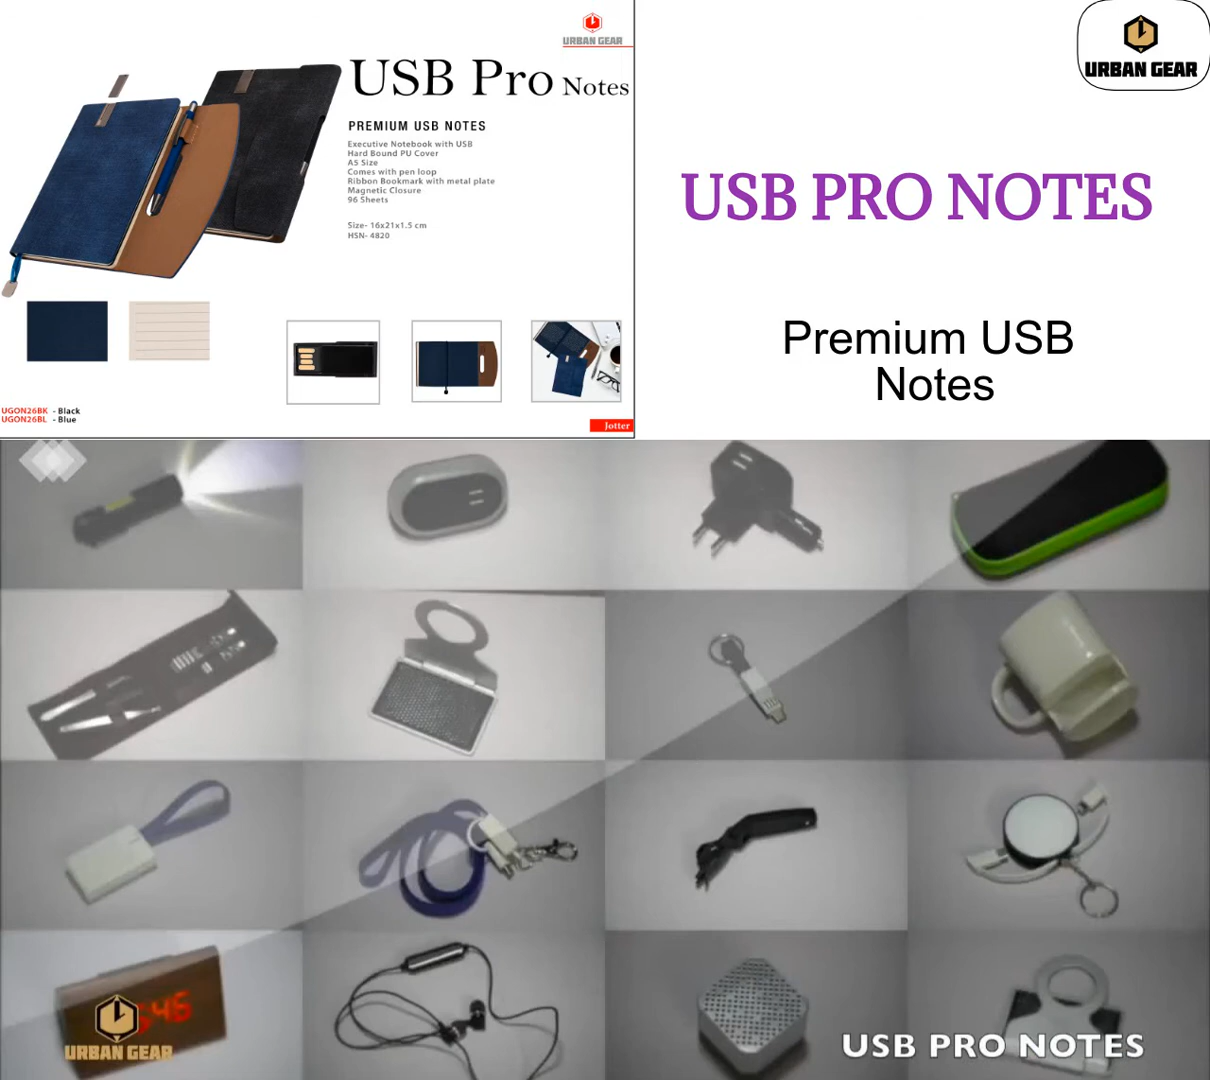 URBAN GEAR
USB Pro Notes
PREMIUM USB NOTES
Executive Notebook with USB
Hard Bound PU Cover
A5 Size
Comes with pen loop
Ribbon Bookmark with metal plate
Magnetic Closure
96 Sheets
Size- 16x21x1.5 cm
HSN- 4820
UGON26BK - Black
UGON26BL - Blue
Jotter
URBAN GEAR
USB PRO NOTES
Premium USB
Notes
46
URBAN GEAR
USB PRO NOTES